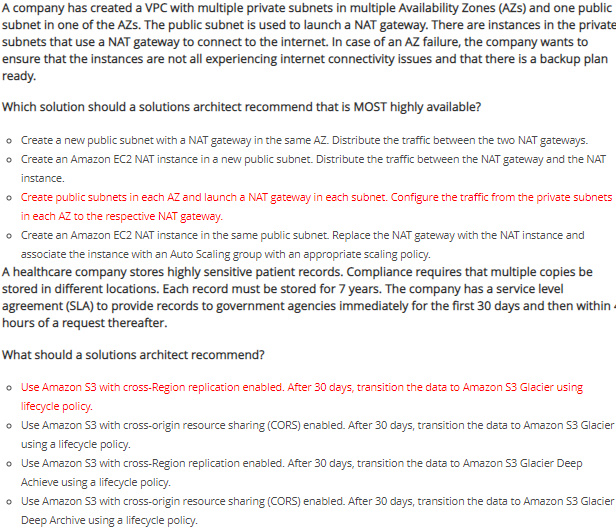 A company has created a VPC with multiple private subnets in multiple Availability Zones (AZs) and one public
subnet in one of the AZs. The public subnet is used to launch a NAT gateway. There are instances in the private
subnets that use a NAT gateway to connect to the internet. In case of an AZ failure, the company wants to
ensure that the instances are not all experiencing internet connectivity issues and that there is a backup plan
ready.
Which solution should a solutions architect recommend that is MOST highly available?
o Create a new public subnet with a NAT gateway in the same AZ. Distribute the traffic between the two NAT gateways.
o Create an Amazon EC2 NAT instance in a new public subnet. Distribute the traffic between the NAT gateway and the NAT
instance.
o Create public subnets in each AZ and launch a NAT gateway in each subnet. Configure the traffic from the private subnets
in each AZ to the respective NAT gateway.
o Create an Amazon EC2 NAT instance in the same public subnet. Replace the NAT gateway with the NAT instance and
associate the instance with an Auto Scaling group with an appropriate scaling policy.
A healthcare company stores highly sensitive patient records. Compliance requires that multiple copies be
stored in different locations. Each record must be stored for 7 years. The company has a service level
agreement (SLA) to provide records to government agencies immediately for the first 30 days and then within
hours of a request thereafter.
What should a solutions architect recommend?
o Use Amazon S3 with cross-Region replication enabled. After 30 days, transition the data to Amazon S3 Glacier using
lifecycle policy.
o Use Amazon S3 with cross-origin resource sharing (CORS) enabled. After 30 days, transition the data to Amazon S3 Glacier
using a lifecycle policy.
o Use Amazon S3 with cross-Region replication enabled. After 30 days, transition the data to Amazon S3 Glacier Deep
Achieve using a lifecycle policy.
o Use Amazon S3 with cross-origin resource sharing (CORS) enabled. After 30 days, transition the data to Amazon S3 Glacier
Deep Archive using a lifecycle policy.